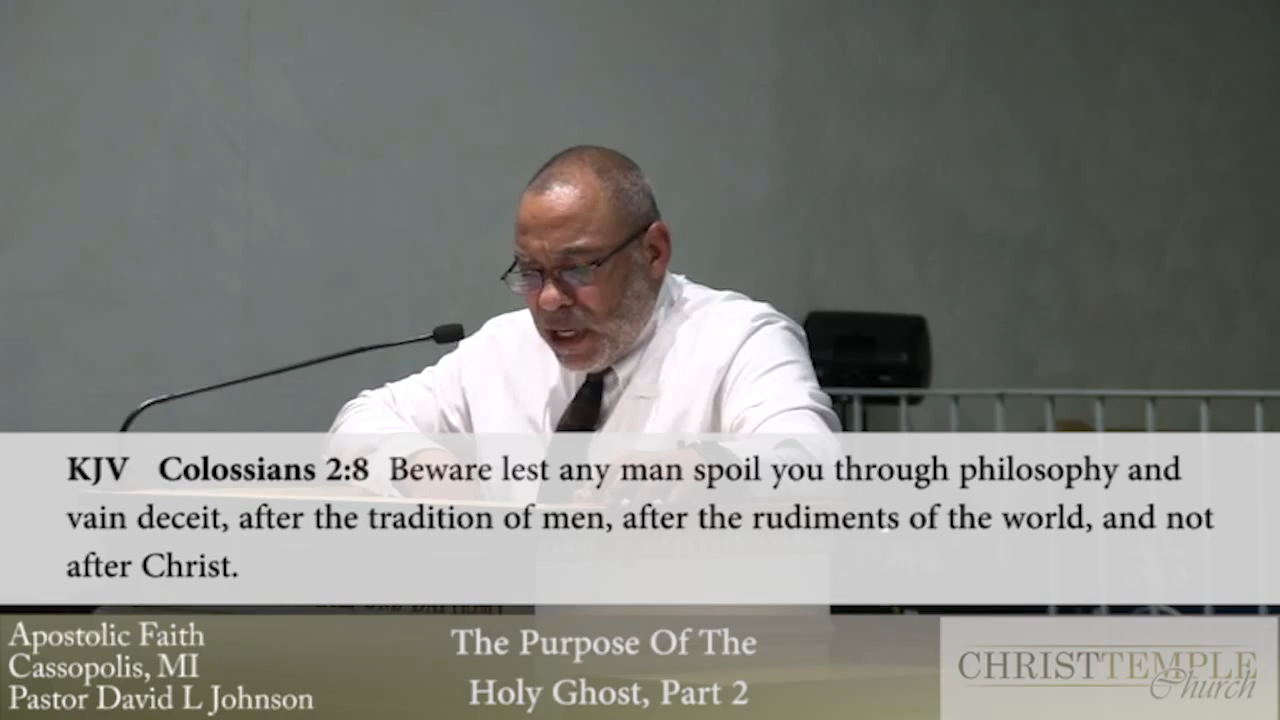 KJV Colossians 2:8 Beware lest any man spoil you through philosophy and
vain deceit, after the tradition of men, after the rudiments of the world, and not
after Christ.
Apostolic Faith
Cassopolis, MI
Pastor David L Johnson
The Purpose Of The
Holy Ghost, Part 2
CHRISTTEMPLE
Church